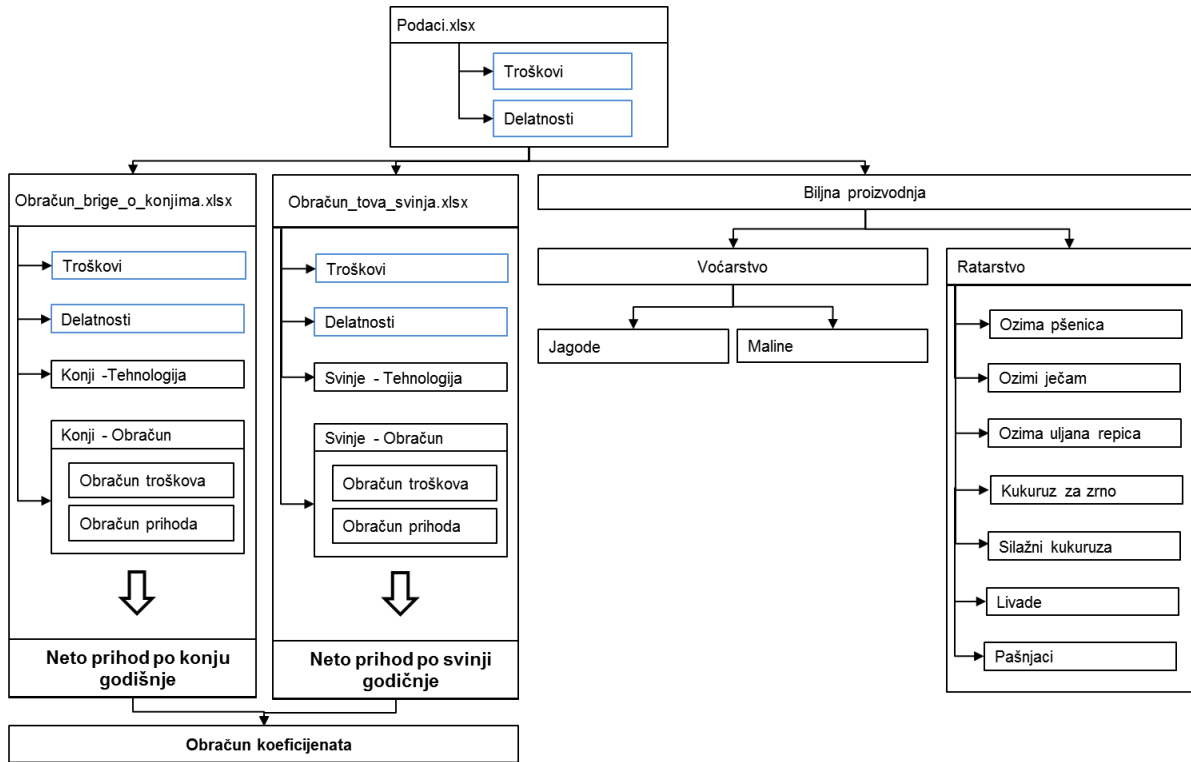 Podaci.xlsx
Troškovi
Delatnosti
Obračun_brige_o_konjima.xlsx
Troškovi
Delatnosti
Konji -Tehnologija
Konji - Obračun
Obračun troškova
Obračun prihoda
Neto prihod po konju
godišnje
Obračun_tova_svinja.xlsx
Troškovi
Delatnosti
Svinje - Tehnologija
Svinje - Obračun
Obračun troškova
Obračun prihoda
Neto prihod po svinji
godičnje
Obračun koeficijenata
Biljna proizvodnja
Voćarstvo
Jagode
Maline
Ratarstvo
Ozima pšenica
Ozimi ječam
Ozima uljana repica
Kukuruz za zrno
Silažni kukuruza
Livade
Pašnjaci